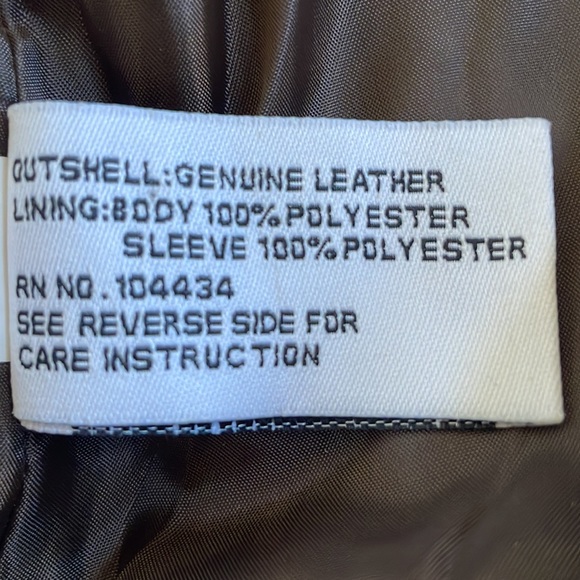 OUTSHELL:GENUINE LEATHER
LINING:BODY 100% POLYESTER
SLEEVE 100% POLYESTER
RN NO. 104434
SEE REVERSE SIDE FOR
CARE INSTRUCTION